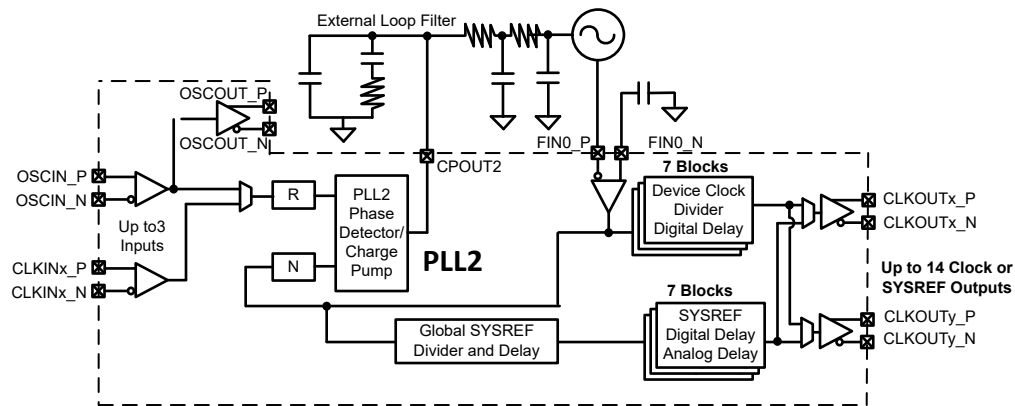 External Loop Filter
OSCOUT_P
OSCOUT_N
CPOUT2
FIN0_P
FIN0_N
OSCIN_P
OSCIN_N
Up to3
Inputs
CLKINx_P
CLKINx_N
R
N
PLL2
Phase
Detector/
Charge
Pump
PLL2
7 Blocks
Device Clock
Divider
Digital Delay
CLKOUTx_P
CLKOUTx_N
Up to 14 Clock or
SYSREF Outputs
7 Blocks
Global SYSREF
Divider and Delay
SYSREF
Digital Delay
Analog Delay
CLKOUTy_P
CLKOUTy_N